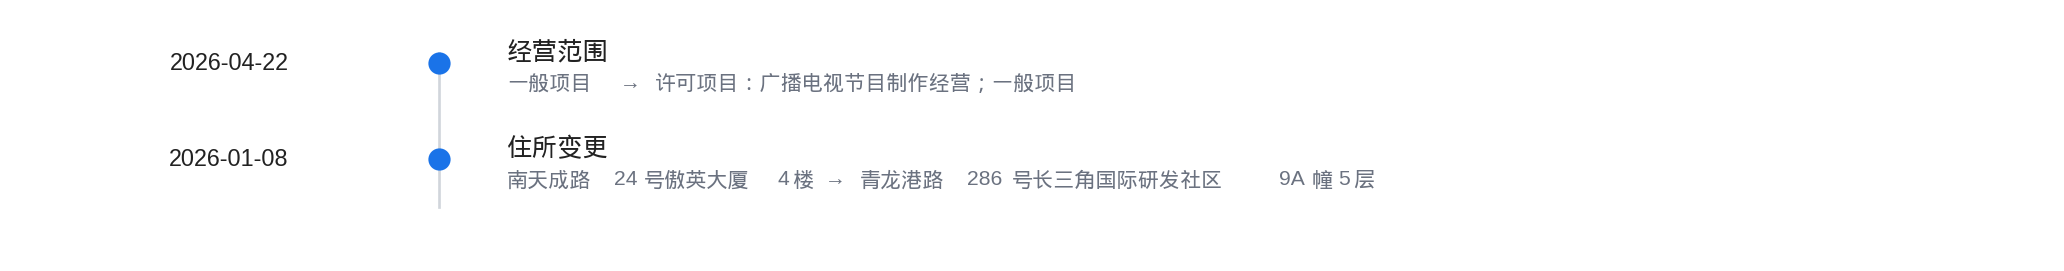 2026-04-22 经营范围
一般项目 → 许可项目：广播电视节目制作经营；一般项目
2026-01-08 住所变更
南天成路 24 号傲英大厦 4 楼 → 青龙港路 286 号长三角国际研发社区 9A 幢 5 层